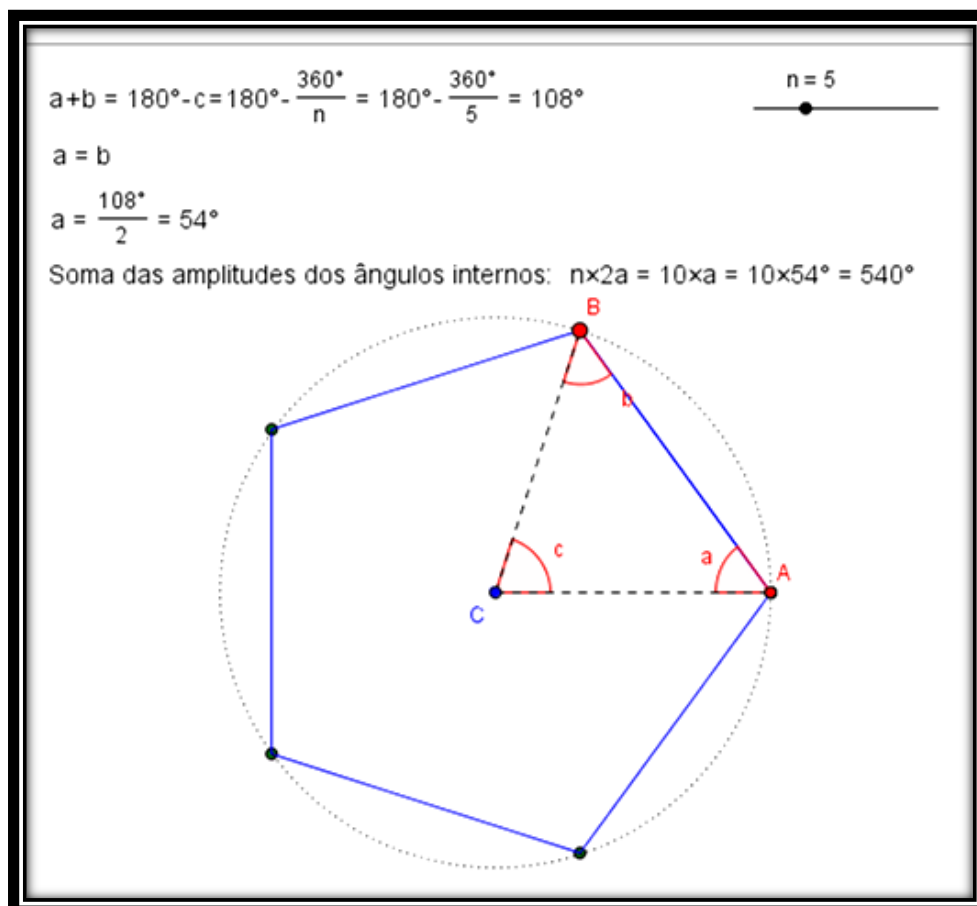 a+b = 180°-c=180°-360°/n = 180°-360°/5 = 108°
n = 5
a = b
a = 108°/2 = 54°
Soma das amplitudes dos ângulos internos: n×2a = 10×a = 10×54° = 540°
B
b
c
a
A
C